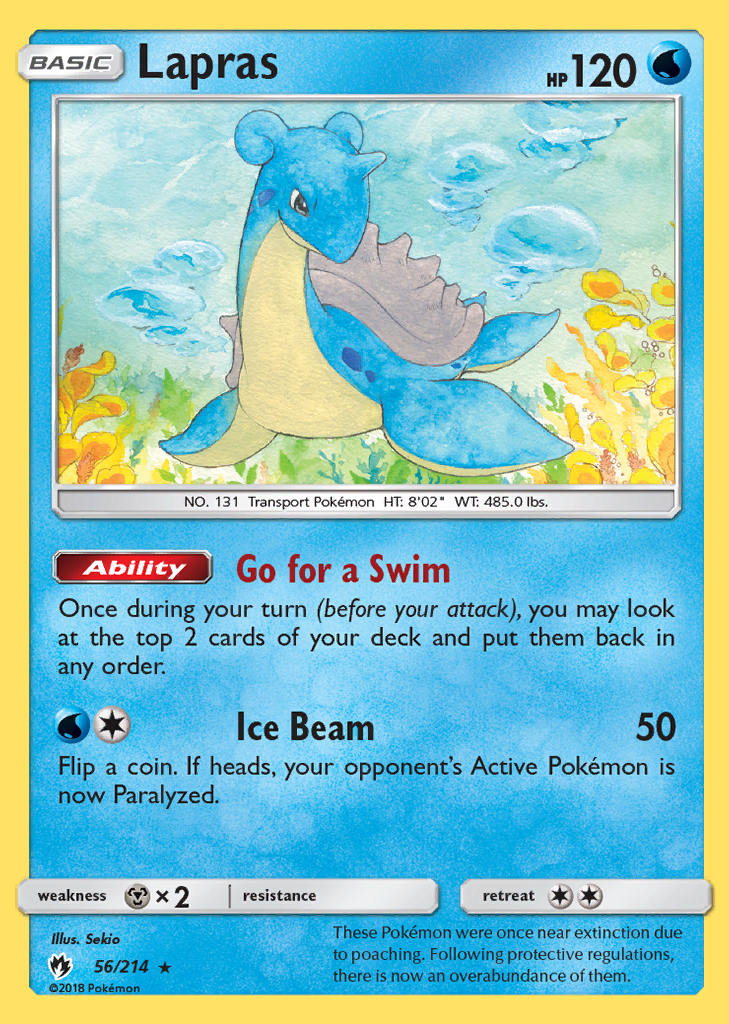 BASIC Lapras HP 120
NO. 131 Transport Pokémon HT: 8'02" WT: 485.0 lbs.
Ability Go for a Swim
Once during your turn (before your attack), you may look
at the top 2 cards of your deck and put them back in
any order.
Ice Beam 50
Flip a coin. If heads, your opponent's Active Pokémon is
now Paralyzed.
weakness ×2 resistance retreat
Illus. Sekio
56/214 ★
©2018 Pokémon
These Pokémon were once near extinction due
to poaching. Following protective regulations,
there is now an overabundance of them.